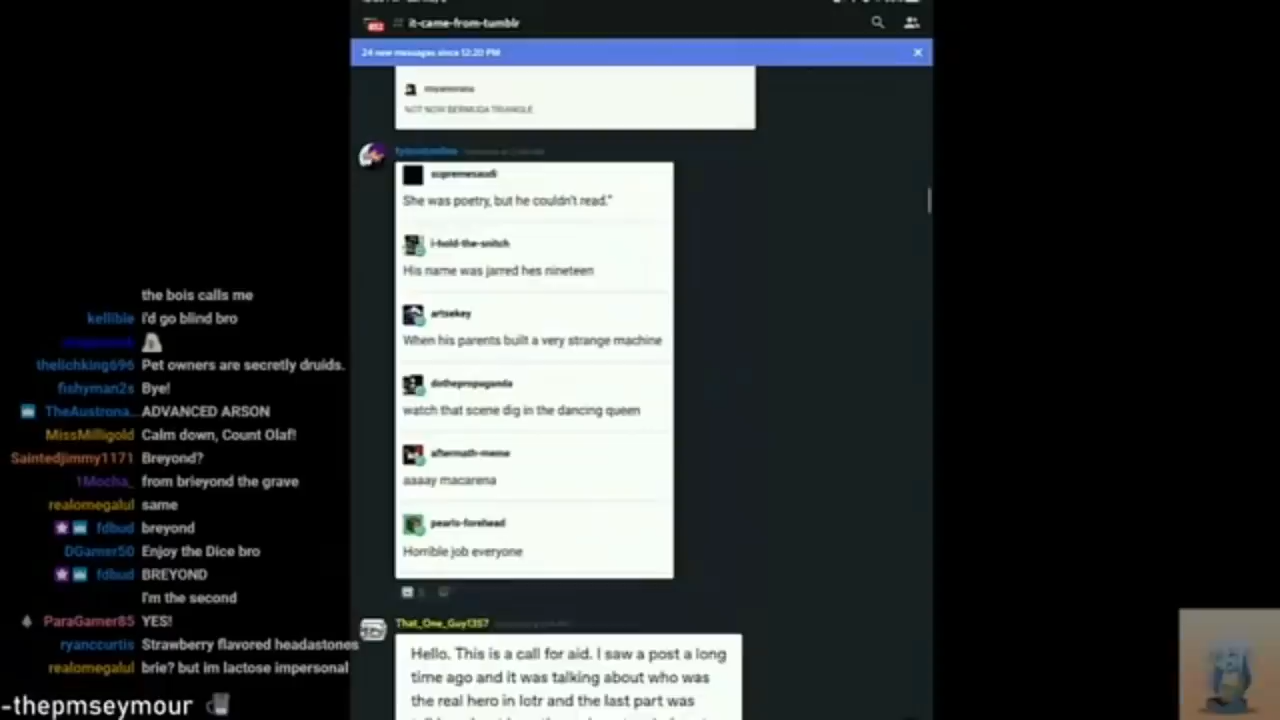 # it-came-from-tumblr
24 new messages since 12:20 PM
NOT NOW BERMUDA TRIANGLE
supremesaudi
She was poetry, but he couldn't read."
i-hold-the-snitch
His name was jarred hes nineteen
artsekey
When his parents built a very strange machine
dothepropaganda
watch that scene dig in the dancing queen
aftermath-meme
aaaay macarena
pearls-forehead
Horrible job everyone
That_One_Guy1357
Hello. This is a call for aid. I saw a post a long
time ago and it was talking about who was
the real hero in lotr and the last part was
the bois calls me
kellibie I'd go blind bro
thelichking696 Pet owners are secretly druids.
fishyman2s Bye!
TheAustrona... ADVANCED ARSON
MissMilligold Calm down, Count Olaf!
Saintedjimmy1171 Breyond?
1Mocha_ from brieyond the grave
realomegalul same
fdbud breyond
DGamer50 Enjoy the Dice bro
fdbud BREYOND
I'm the second
ParaGamer85 YES!
ryanccurtis Strawberry flavored headastones
realomegalul brie? but im lactose impersonal
-thepmseymour